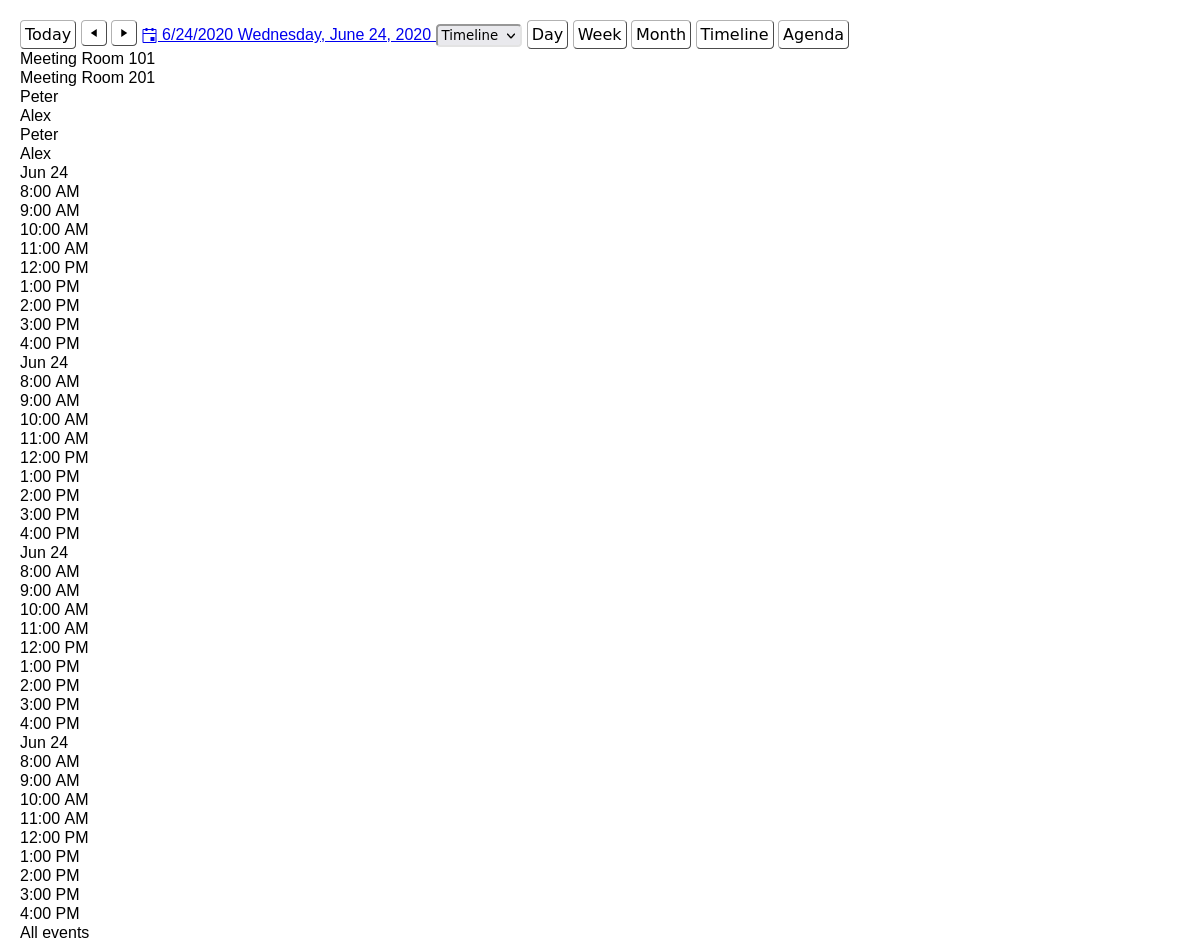 Today 6/24/2020 Wednesday, June 24, 2020 Timeline Day Week Month Timeline Agenda
Meeting Room 101
Meeting Room 201
Peter
Alex
Peter
Alex
Jun 24
8:00 AM
9:00 AM
10:00 AM
11:00 AM
12:00 PM
1:00 PM
2:00 PM
3:00 PM
4:00 PM
Jun 24
8:00 AM
9:00 AM
10:00 AM
11:00 AM
12:00 PM
1:00 PM
2:00 PM
3:00 PM
4:00 PM
Jun 24
8:00 AM
9:00 AM
10:00 AM
11:00 AM
12:00 PM
1:00 PM
2:00 PM
3:00 PM
4:00 PM
Jun 24
8:00 AM
9:00 AM
10:00 AM
11:00 AM
12:00 PM
1:00 PM
2:00 PM
3:00 PM
4:00 PM
All events